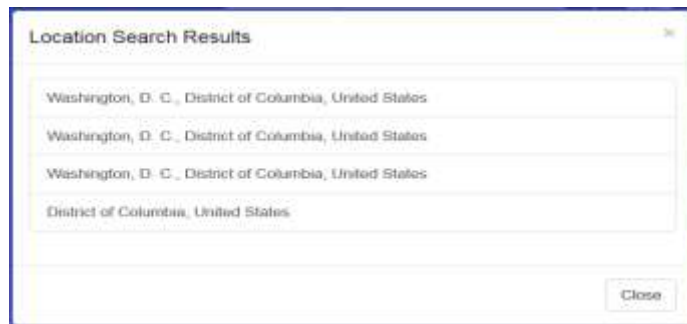 Location Search Results
Washington, D. C., District of Columbia, United States
Washington, D. C., District of Columbia, United States
Washington, D. C., District of Columbia, United States
District of Columbia, United States
Close